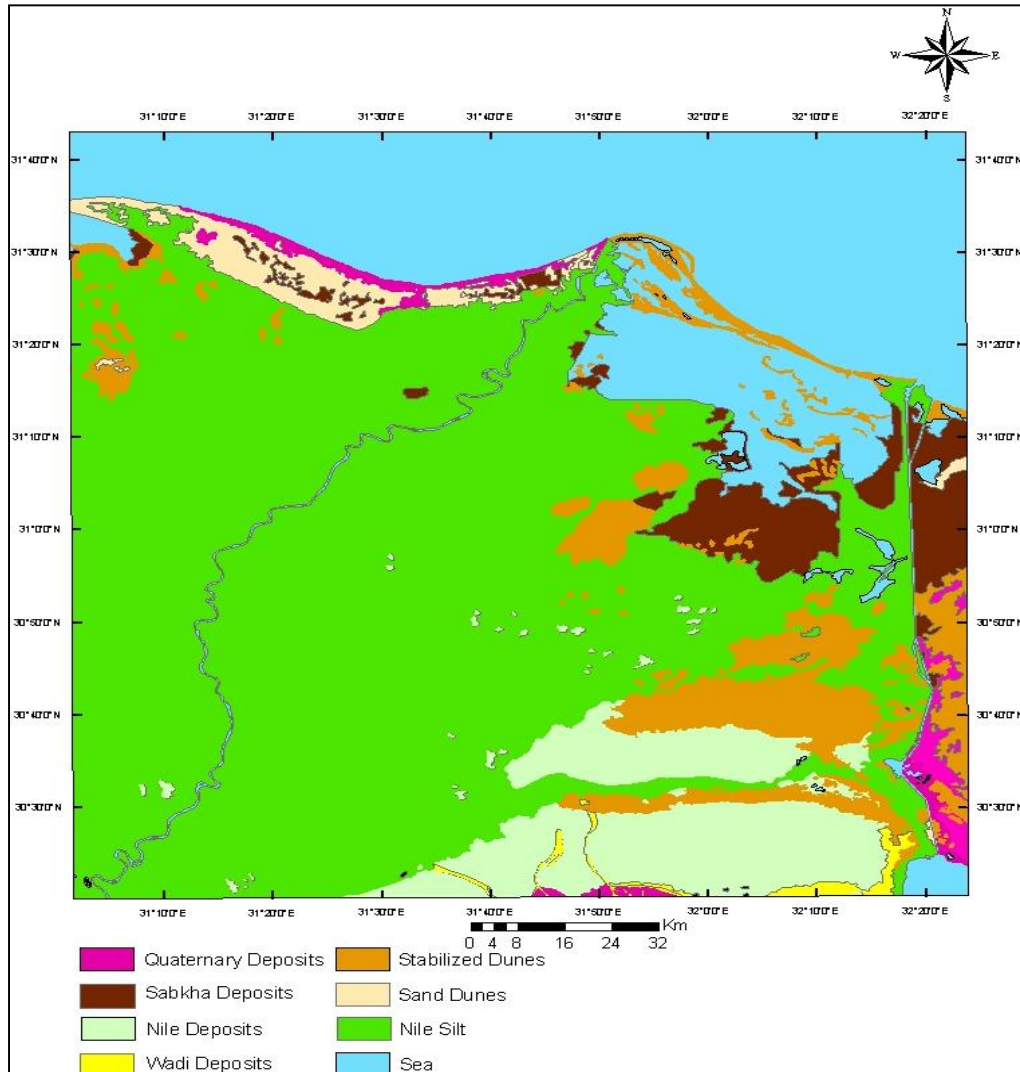 N
W E
S
31°10'0"E 31°20'0"E 31°30'0"E 31°40'0"E 31°50'0"E 32°0'0"E 32°10'0"E 32°20'0"E
31°40'0"N 31°40'0"N
31°30'0"N 31°30'0"N
31°20'0"N 31°20'0"N
31°10'0"N 31°10'0"N
31°0'0"N 31°0'0"N
30°50'0"N 30°50'0"N
30°40'0"N 30°40'0"N
30°30'0"N 30°30'0"N
31°10'0"E 31°20'0"E 31°30'0"E 31°40'0"E 31°50'0"E 32°0'0"E 32°10'0"E 32°20'0"E
Km
0 4 8 16 24 32
Quaternary Deposits Stabilized Dunes
Sabkha Deposits Sand Dunes
Nile Deposits Nile Silt
Wadi Deposits Sea